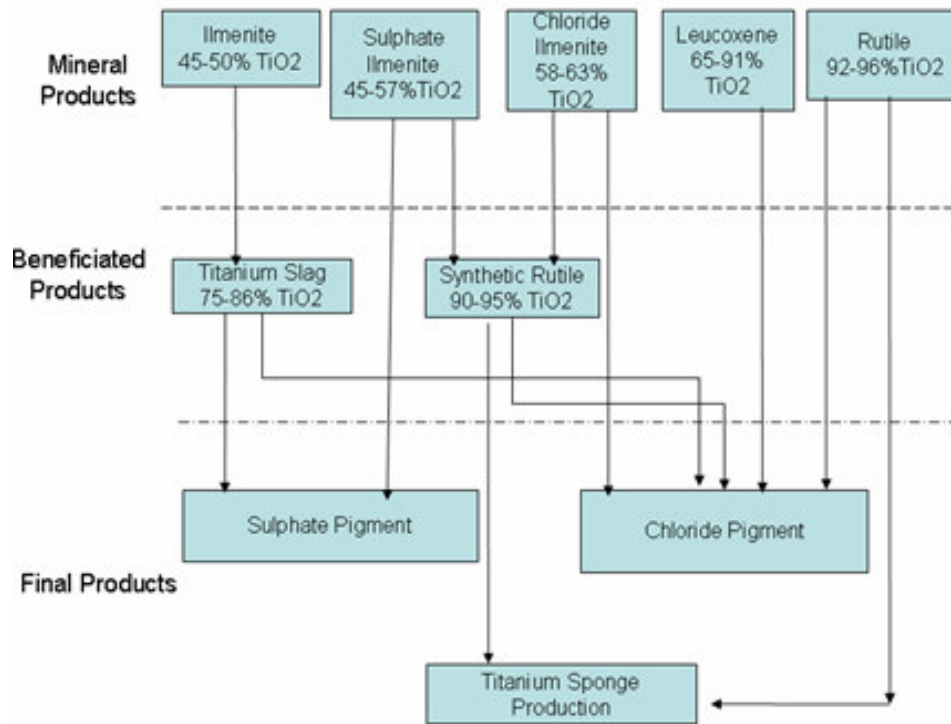 Mineral
Products
Ilmenite
45-50% TiO2
Sulphate
Ilmenite
45-57%TiO2
Chloride
Ilmenite
58-63%
TiO2
Leucoxene
65-91%
TiO2
Rutile
92-96%TiO2
Beneficiated
Products
Titanium Slag
75-86% TiO2
Synthetic Rutile
90-95% TiO2
Sulphate Pigment
Chloride Pigment
Final Products
Titanium Sponge
Production